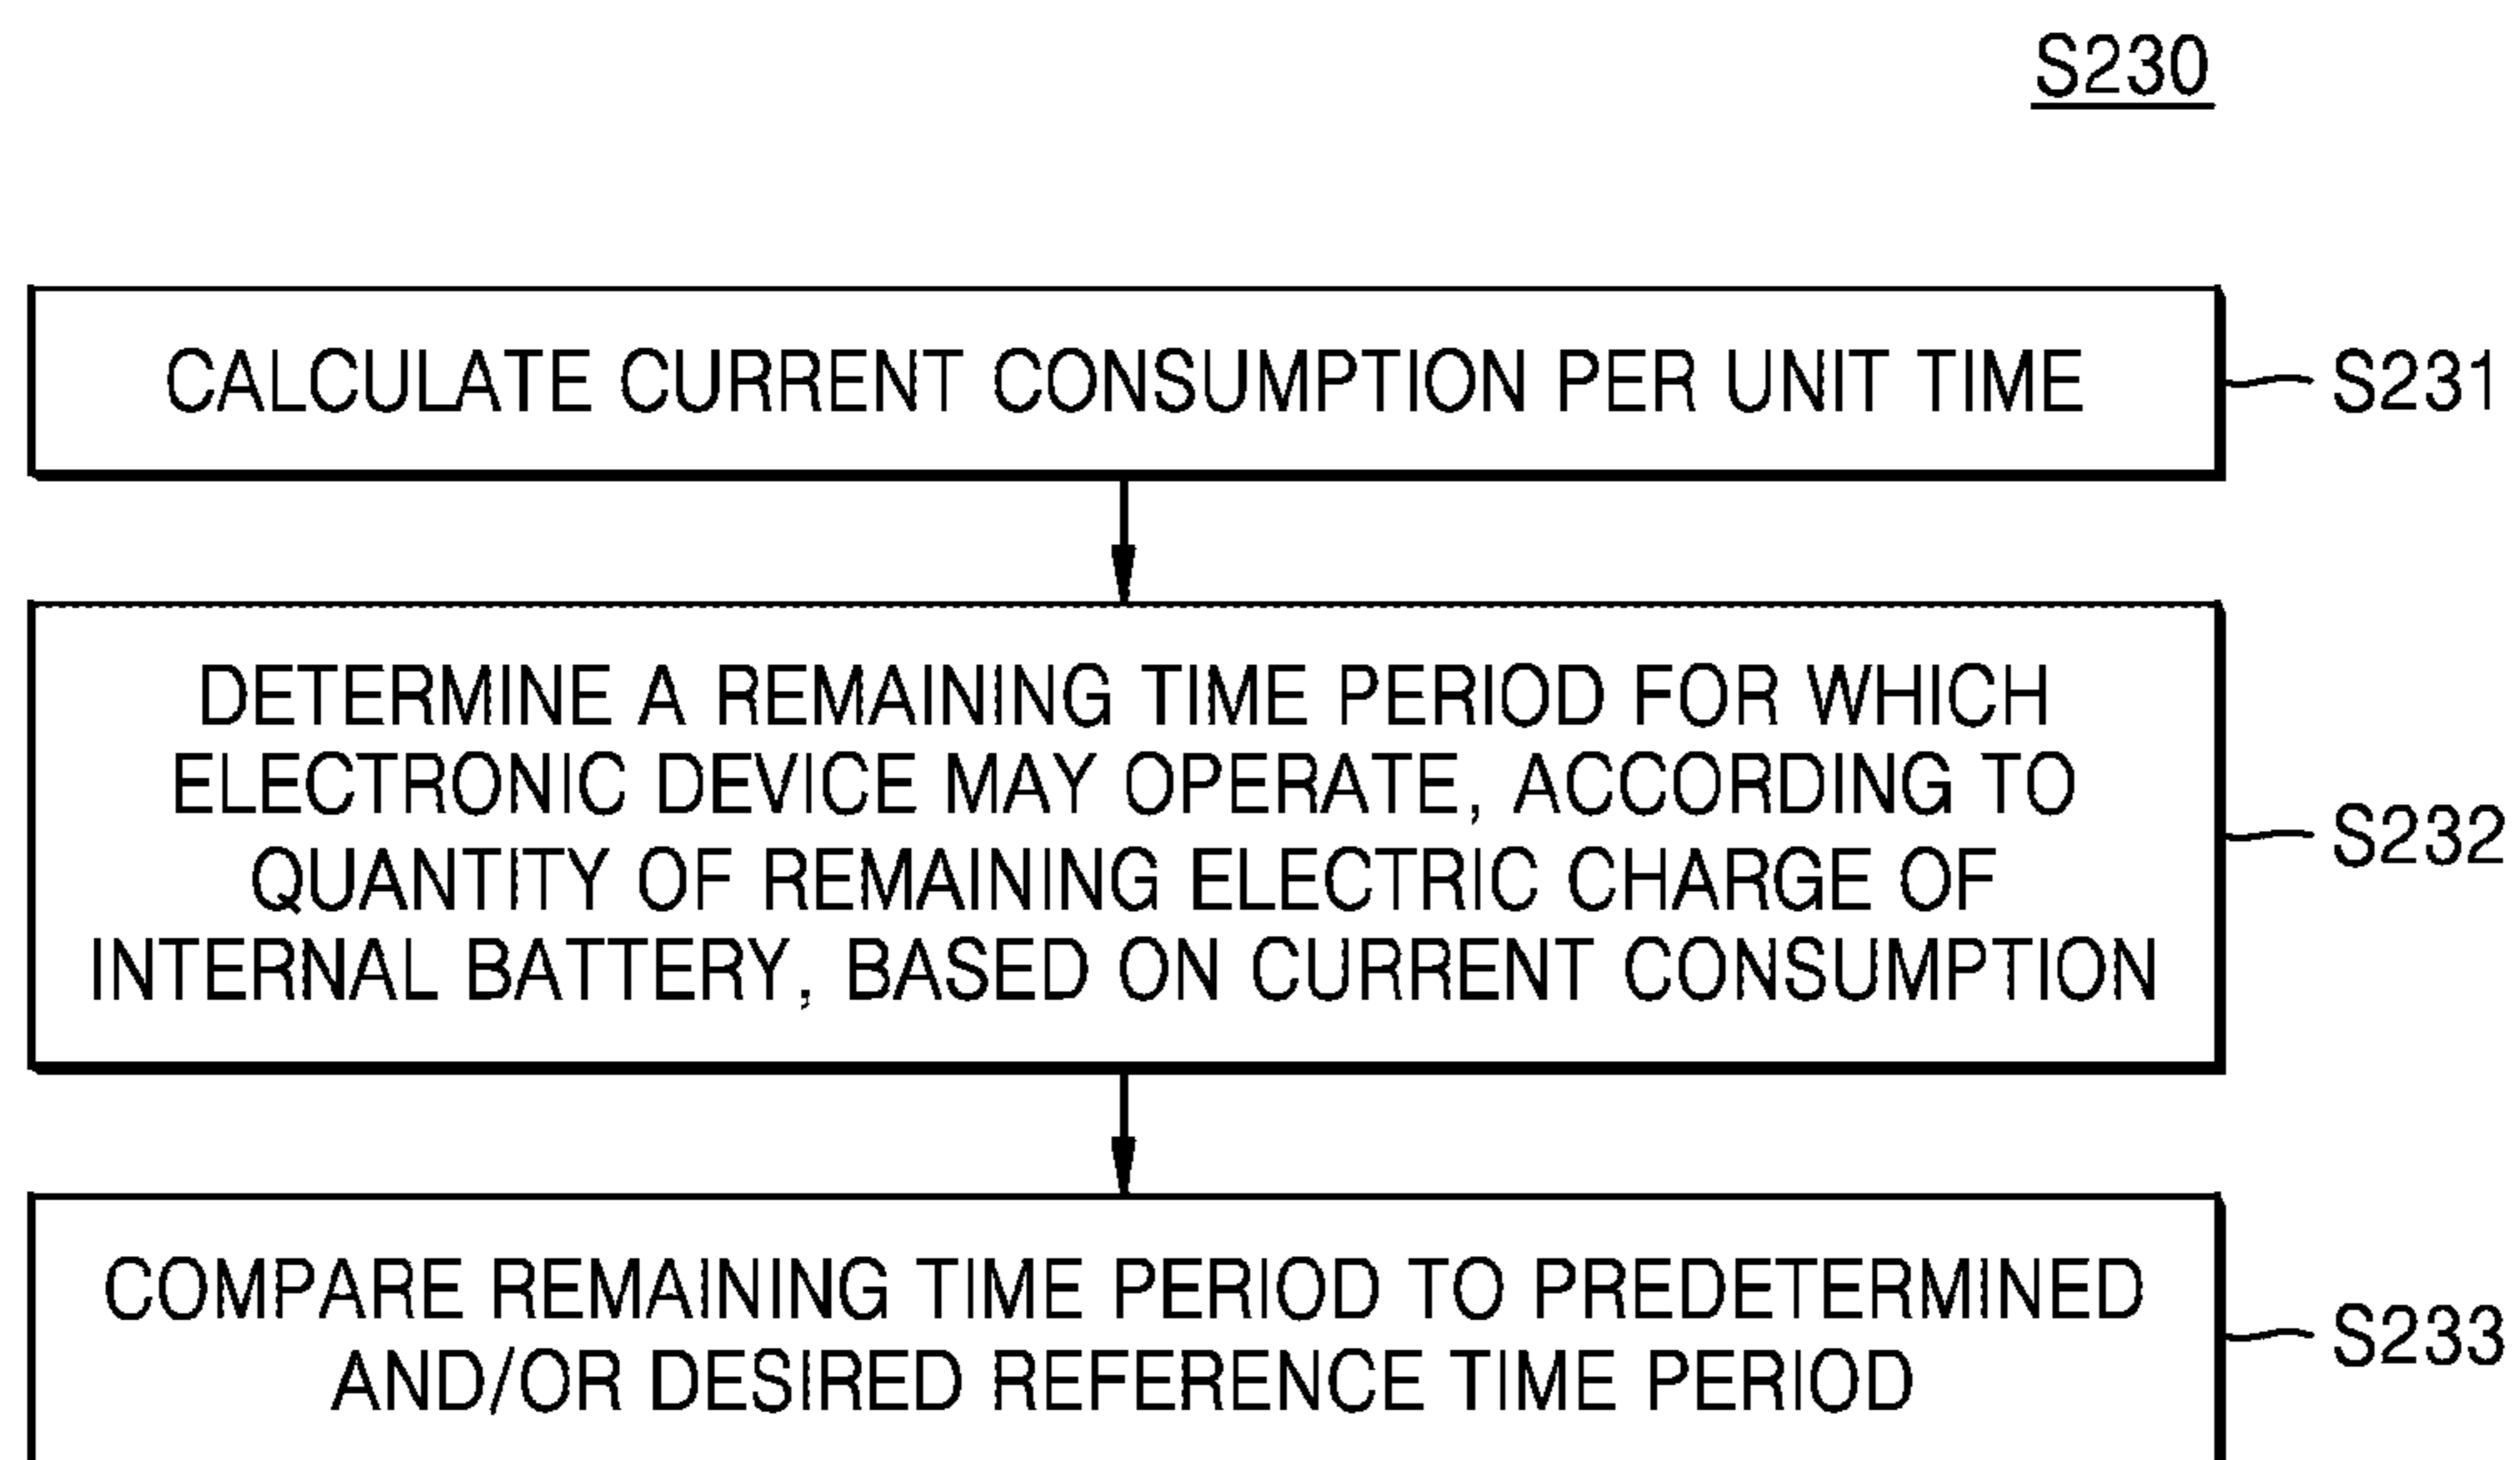 S230
CALCULATE CURRENT CONSUMPTION PER UNIT TIME
S231
DETERMINE A REMAINING TIME PERIOD FOR WHICH
ELECTRONIC DEVICE MAY OPERATE, ACCORDING TO
QUANTITY OF REMAINING ELECTRIC CHARGE OF
INTERNAL BATTERY, BASED ON CURRENT CONSUMPTION
S232
COMPARE REMAINING TIME PERIOD TO PREDETERMINED
AND/OR DESIRED REFERENCE TIME PERIOD
S233